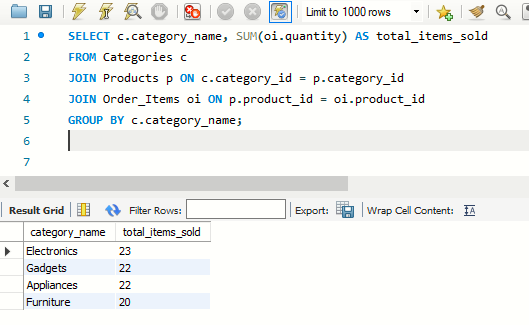 Limit to 1000 rows
1 SELECT c.category_name, SUM(oi.quantity) AS total_items_sold
2 FROM Categories c
3 JOIN Products p ON c.category_id = p.category_id
4 JOIN Order_Items oi ON p.product_id = oi.product_id
5 GROUP BY c.category_name;
6
7
Result Grid Filter Rows: Export: Wrap Cell Content:
category_name total_items_sold
Electronics 23
Gadgets 22
Appliances 22
Furniture 20